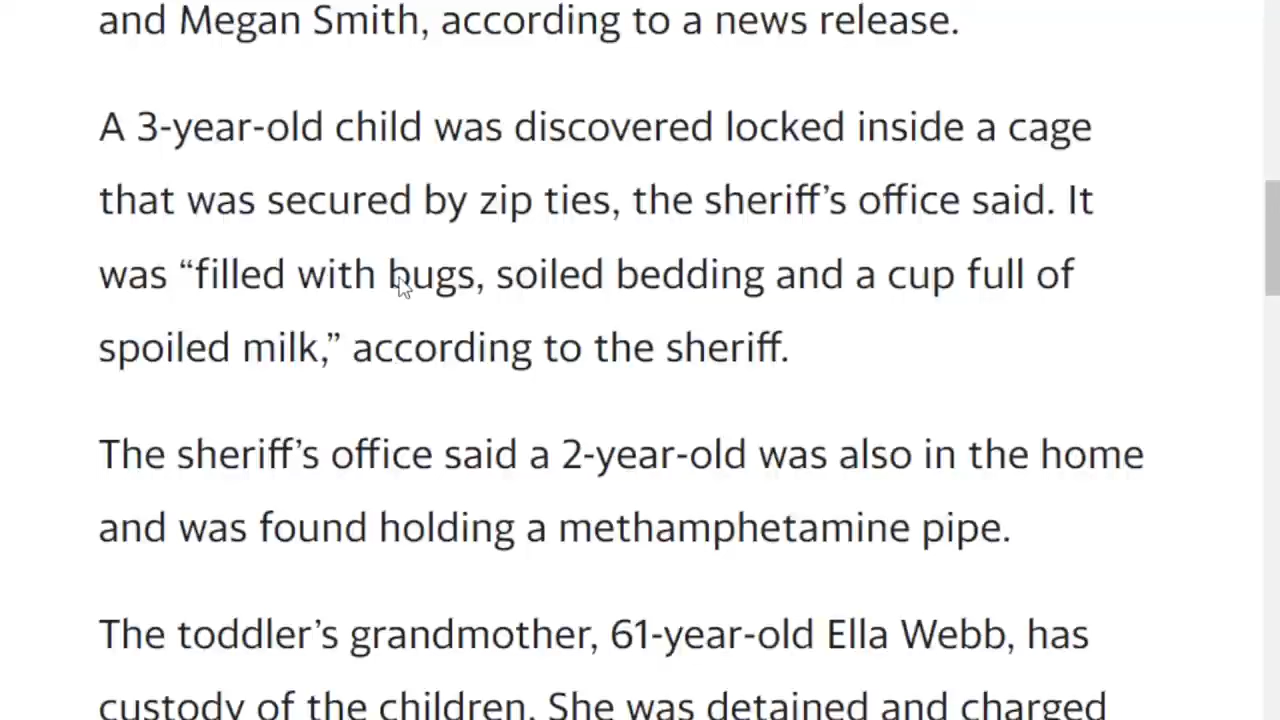 and Megan Smith, according to a news release.
A 3-year-old child was discovered locked inside a cage
that was secured by zip ties, the sheriff’s office said. It
was “filled with bugs, soiled bedding and a cup full of
spoiled milk,” according to the sheriff.
The sheriff’s office said a 2-year-old was also in the home
and was found holding a methamphetamine pipe.
The toddler’s grandmother, 61-year-old Ella Webb, has
custody of the children. She was detained and charged